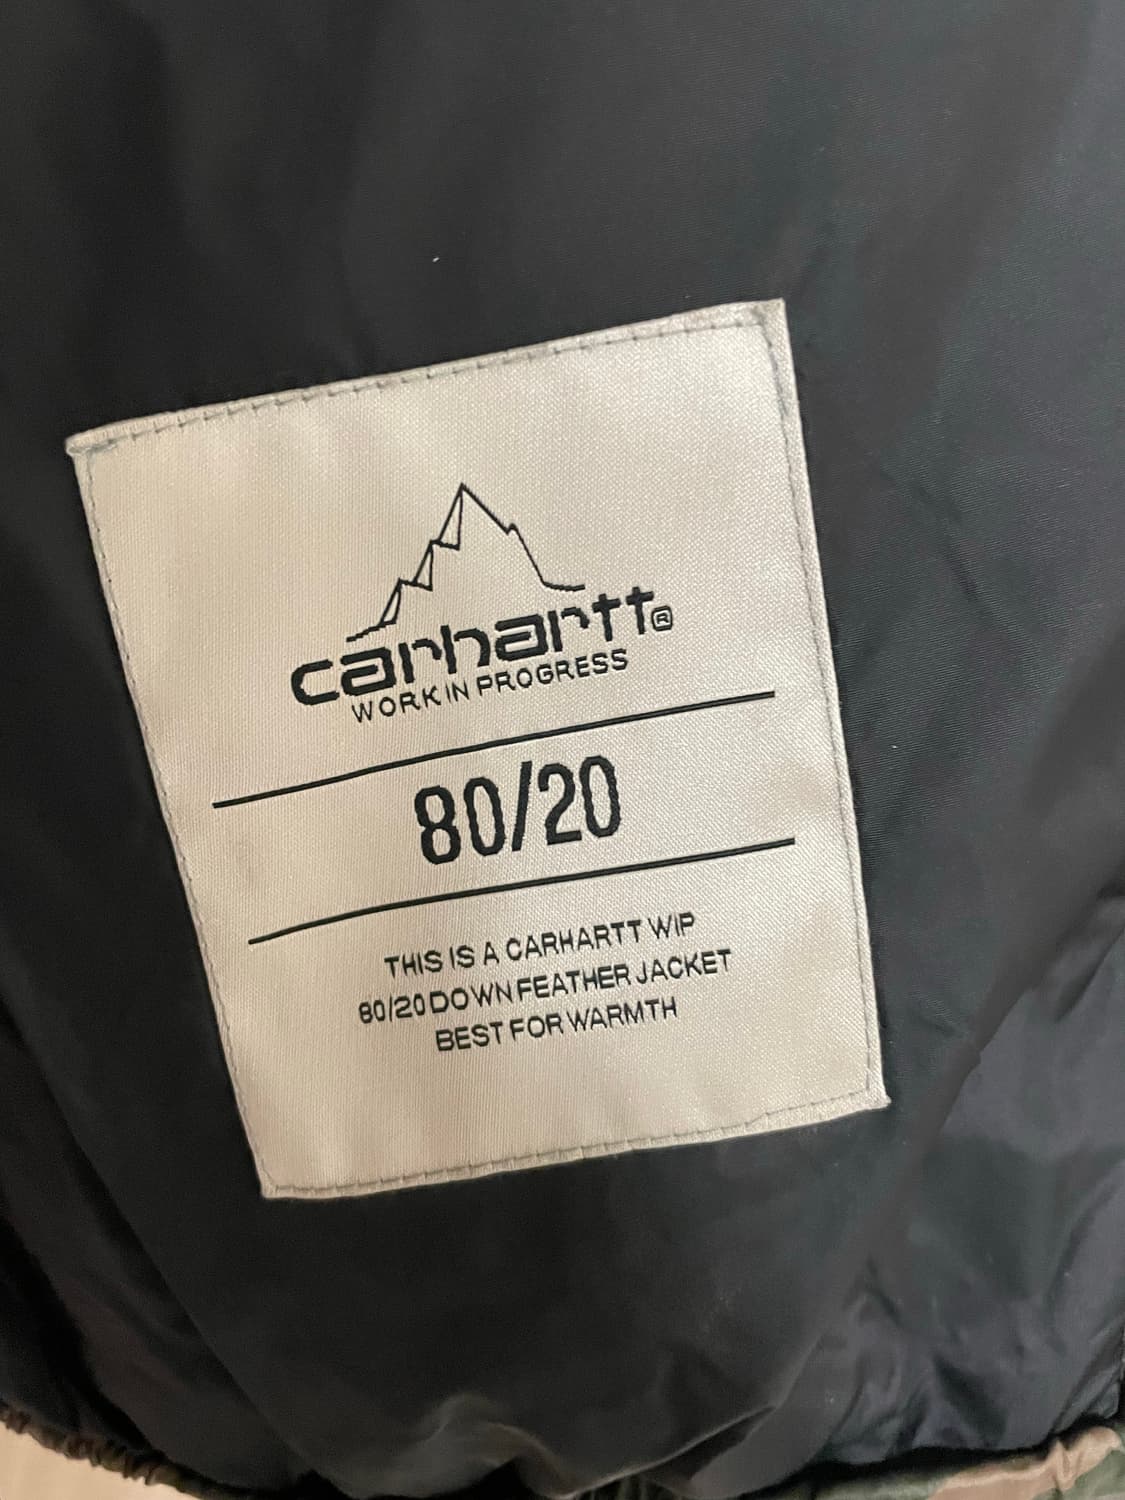 carhartt®
WORK IN PROGRESS
80/20
THIS IS A CARHARTT WIP
80/20 DOWN FEATHER JACKET
BEST FOR WARMTH